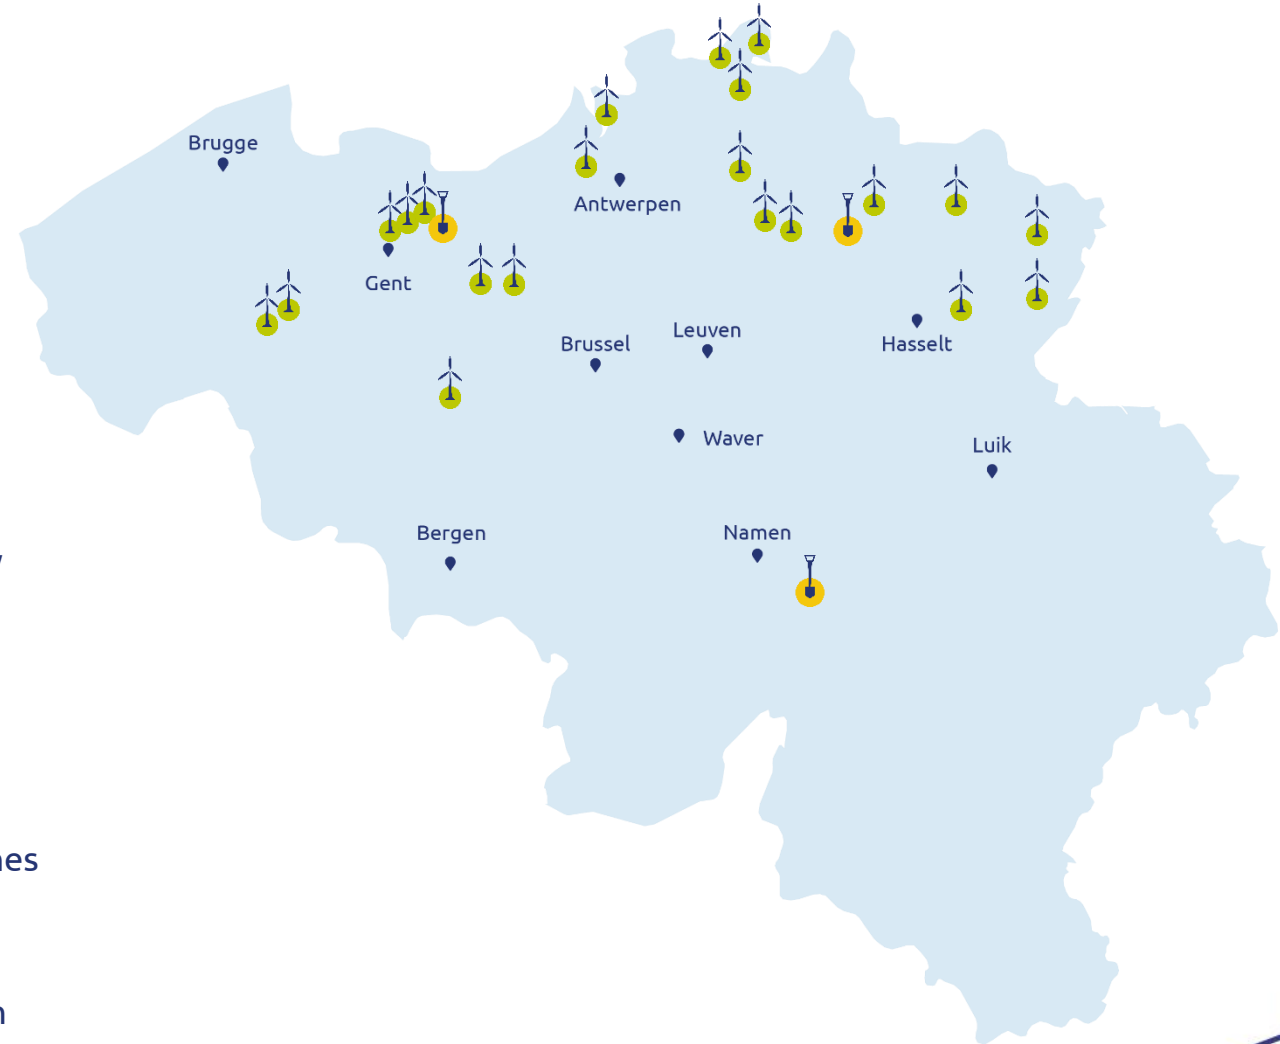 Brugge
Antwerpen
Gent
Leuven
Brussel
Hasselt
Waver
Luik
Bergen
Namen